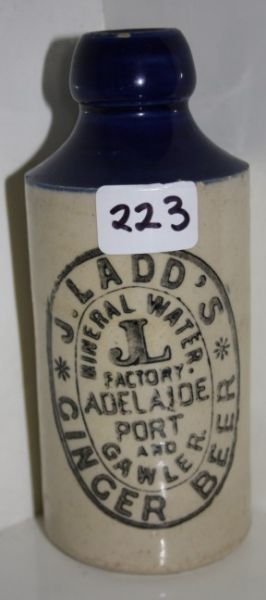 223
J. LADD'S
MINERAL WATER
JL
FACTORY.
ADELAIDE
PORT
AND
GAWLER.
* GINGER BEER *